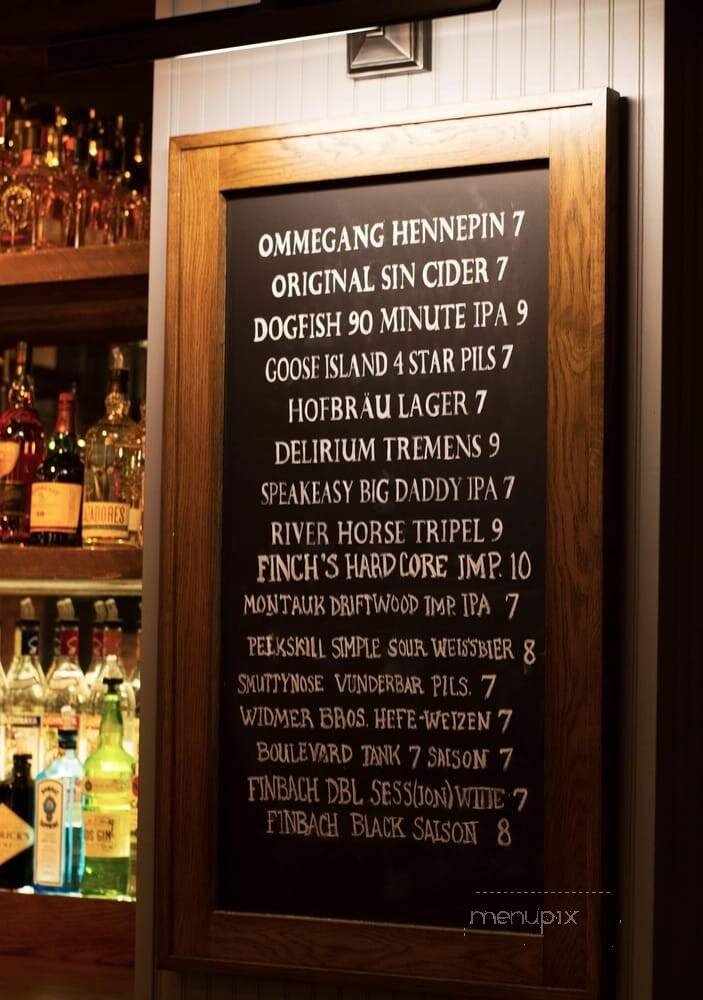 OMMEGANG HENNEPIN 7
ORIGINAL SIN CIDER 7
DOGFISH 90 MINUTE IPA 9
GOOSE ISLAND 4 STAR PILS 7
HOFBRÄU LAGER 7
DELIRIUM TREMENS 9
SPEAKEASY BIG DADDY IPA 7
RIVER HORSE TRIPEL 9
FINCH'S HARD CORE IMP. 10
MONTAUK DRIFTWOOD IMP. IPA 7
PEEKSKILL SIMPLE SOUR WEISSBIER 8
SMUTTYNOSE VUNDERBAR PILS. 7
WIDMER BROS. HEFE-WEIZEN 7
BOULEVARD TANK 7 SAISON 7
FINBACH DBL SESS(ION) WITTE 7
FINBACH BLACK SAISON 8
menupix